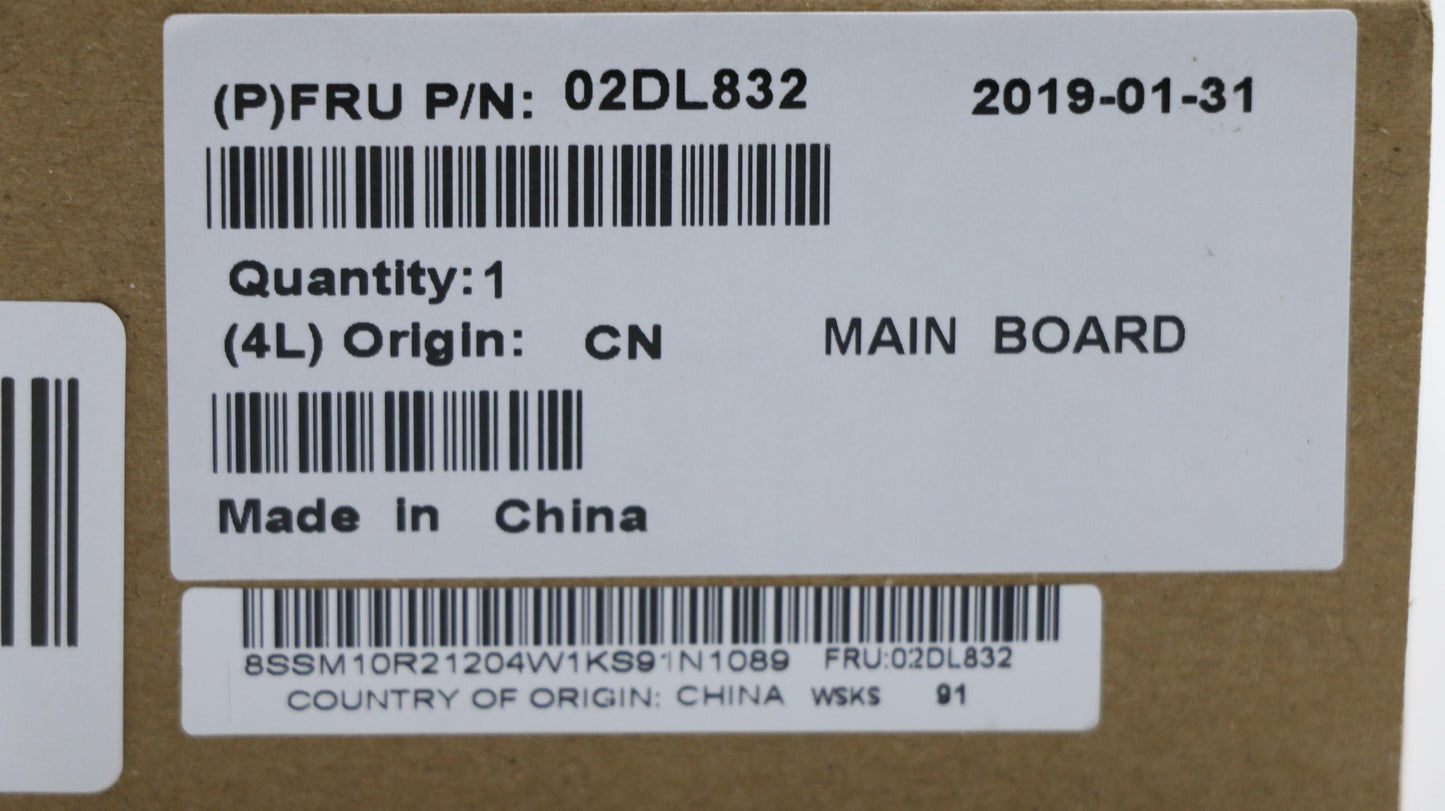 (P)FRU P/N: 02DL832 2019-01-31
Quantity: 1
(4L) Origin: CN MAIN BOARD
Made in China
8SSM10R21204W1KS91N1089 FRU:02DL832
COUNTRY OF ORIGIN: CHINA WSKS 91